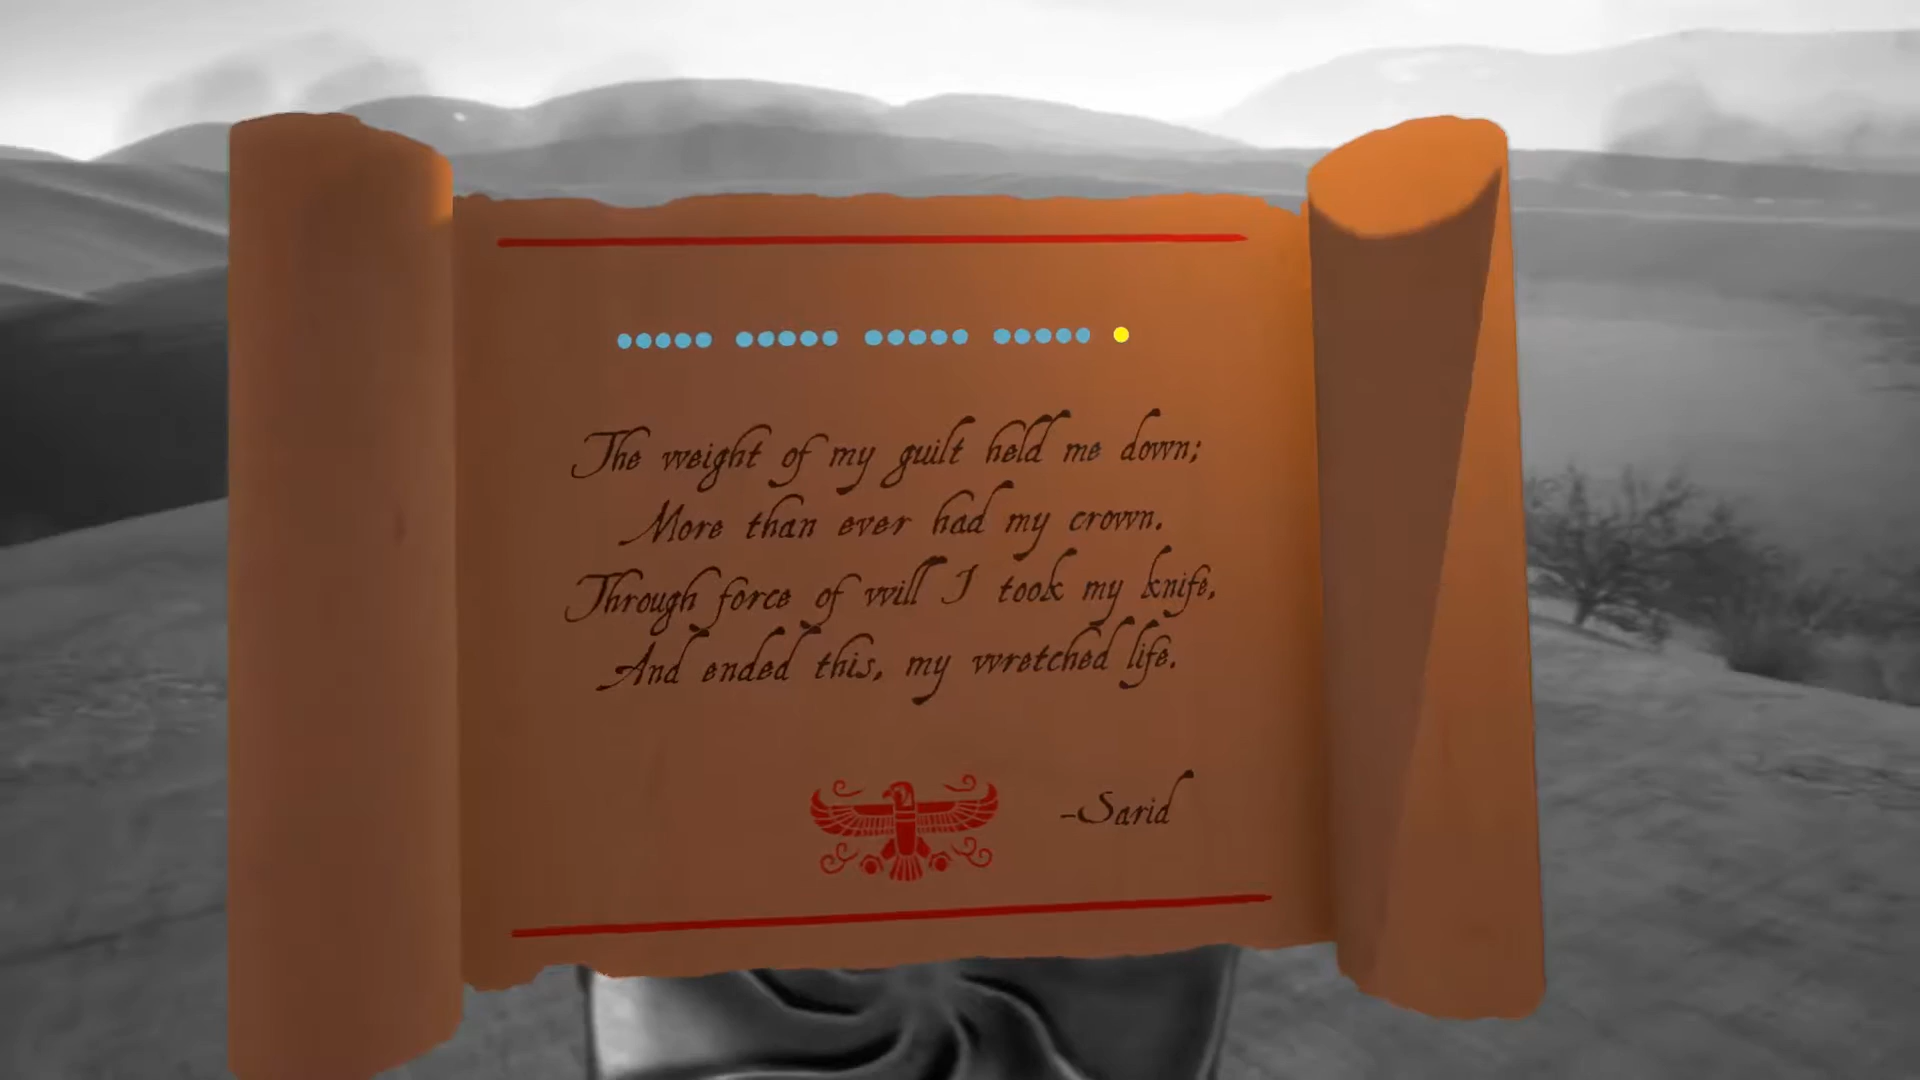 The weight of my guilt held me down;
More than ever had my crown.
Through force of will I took my knife,
And ended this, my wretched life.
-Sarid